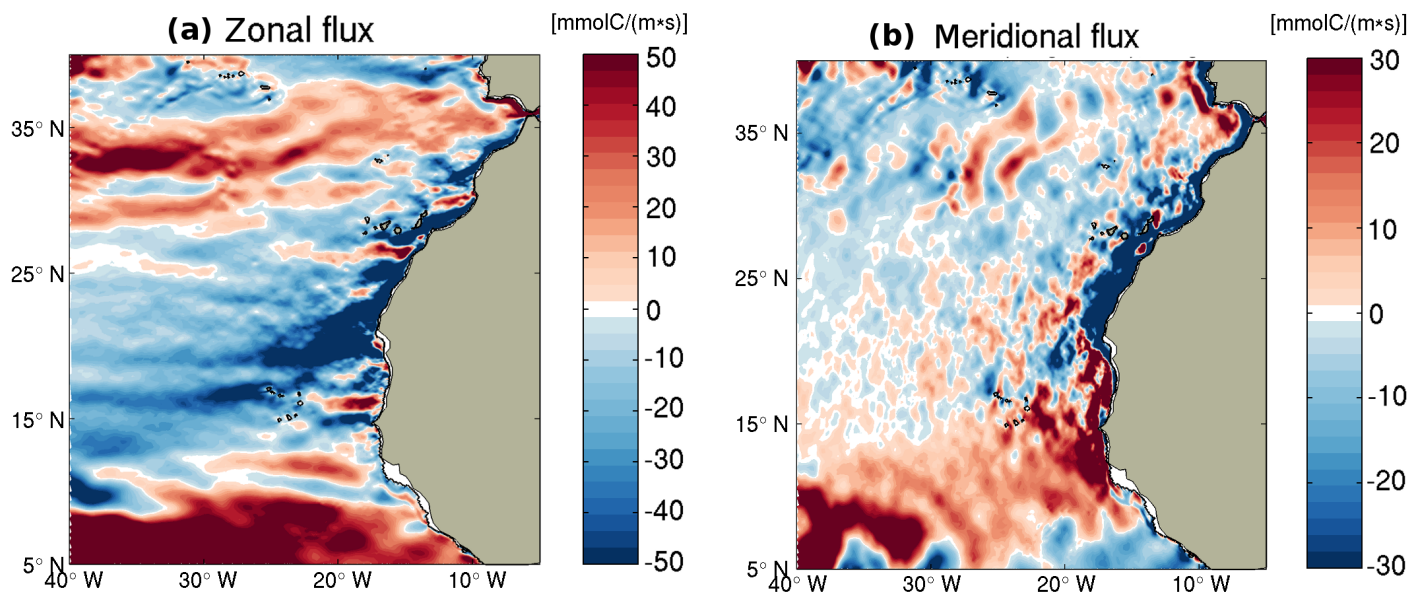 (a) Zonal flux
[mmolC/(m*s)]
50
40
30
20
10
0
-10
-20
-30
-40
-50
35° N
25° N
15° N
5° N
40° W
30° W
20° W
10° W
(b) Meridional flux
[mmolC/(m*s)]
30
20
10
0
-10
-20
-30
35° N
25° N
15° N
5° N
40° W
30° W
20° W
10° W